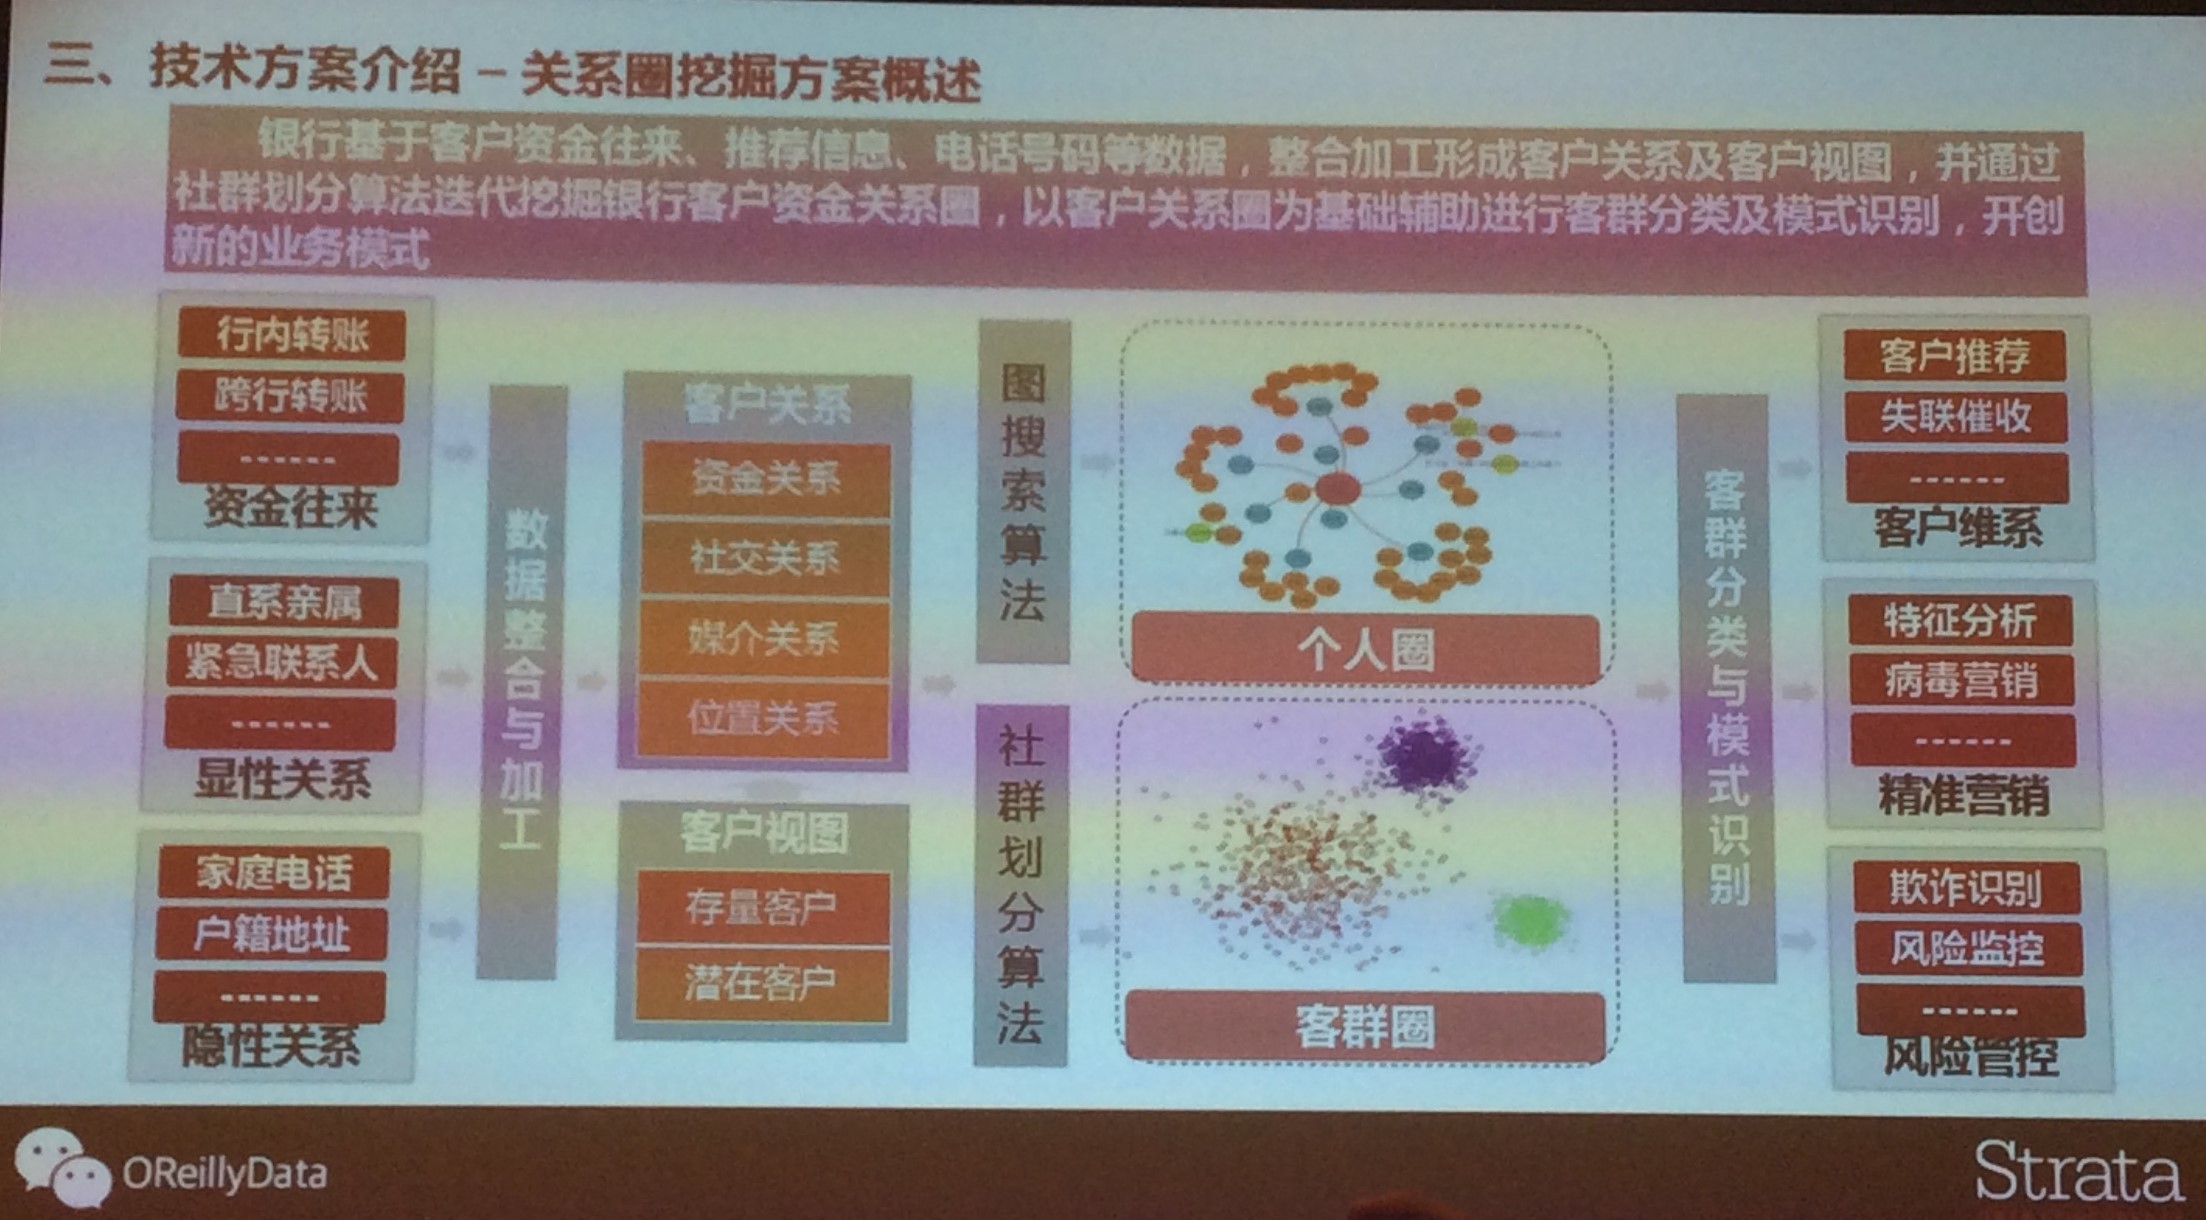 三、技术方案介绍 – 关系圈挖掘方案概述
银行基于客户资金往来、推荐信息、电话号码等数据，整合加工形成客户关系及客户视图，并通过
社群划分算法迭代挖掘银行客户资金关系圈，以客户关系圈为基础辅助进行客群分类及模式识别，开创
新的业务模式
行内转账
跨行转账
------
资金往来
直系亲属
紧急联系人
------
显性关系
家庭电话
户籍地址
------
隐性关系
数据整合与加工
客户关系
资金关系
社交关系
媒介关系
位置关系
客户视图
存量客户
潜在客户
图搜索算法
社群划分算法
个人圈
客群圈
客群分类与模式识别
客户推荐
失联催收
------
客户维系
特征分析
病毒营销
------
精准营销
欺诈识别
风险监控
------
风险管控
OReillyData
Strata